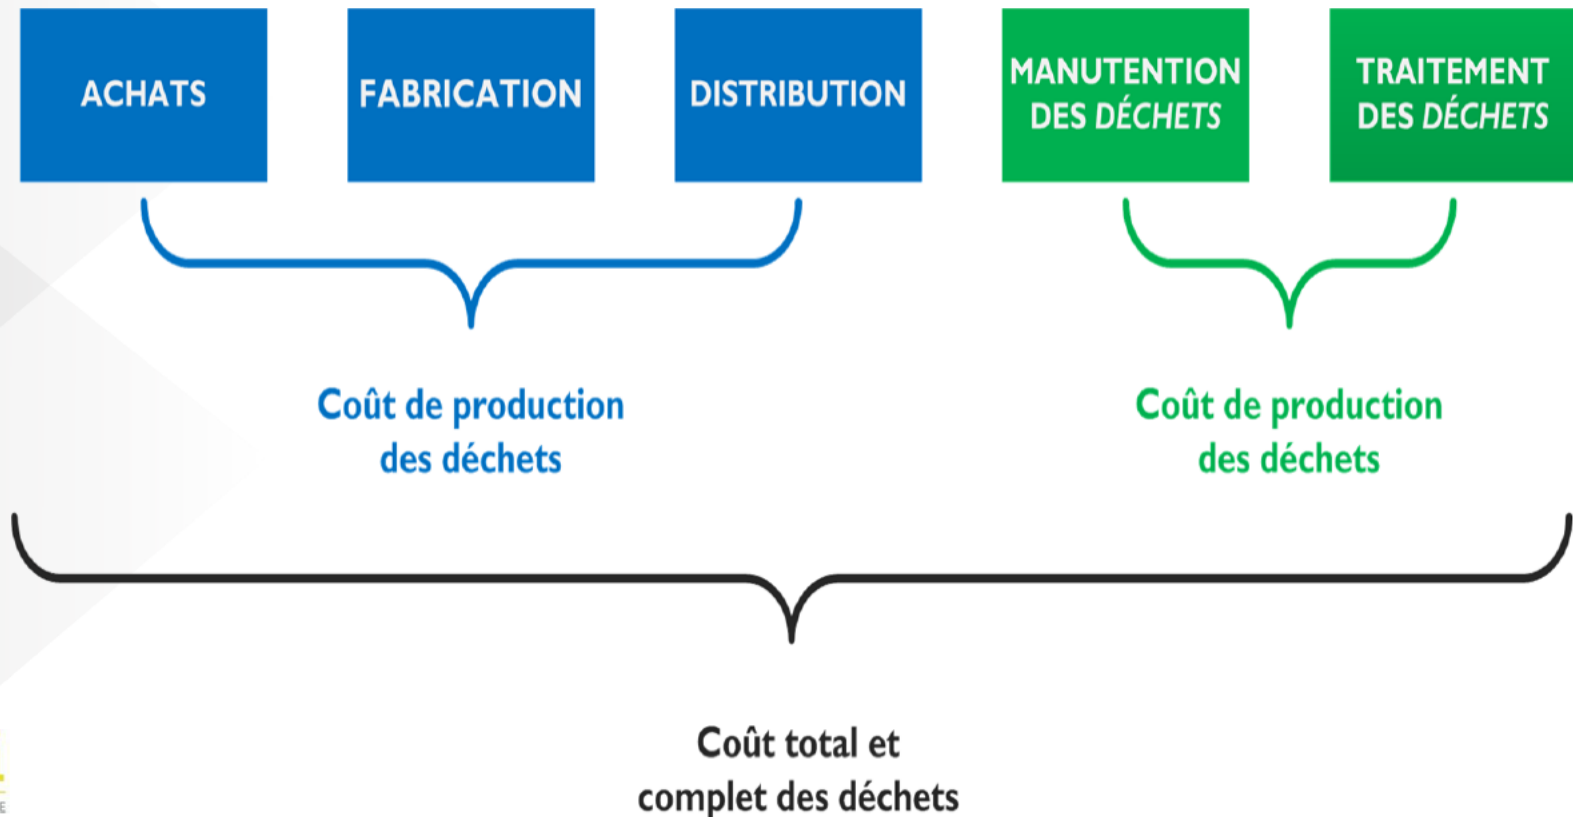 ACHATS
FABRICATION
DISTRIBUTION
MANUTENTION
DES DÉCHETS
TRAITEMENT
DES DÉCHETS
Coût de production
des déchets
Coût de production
des déchets
Coût total et
complet des déchets
E